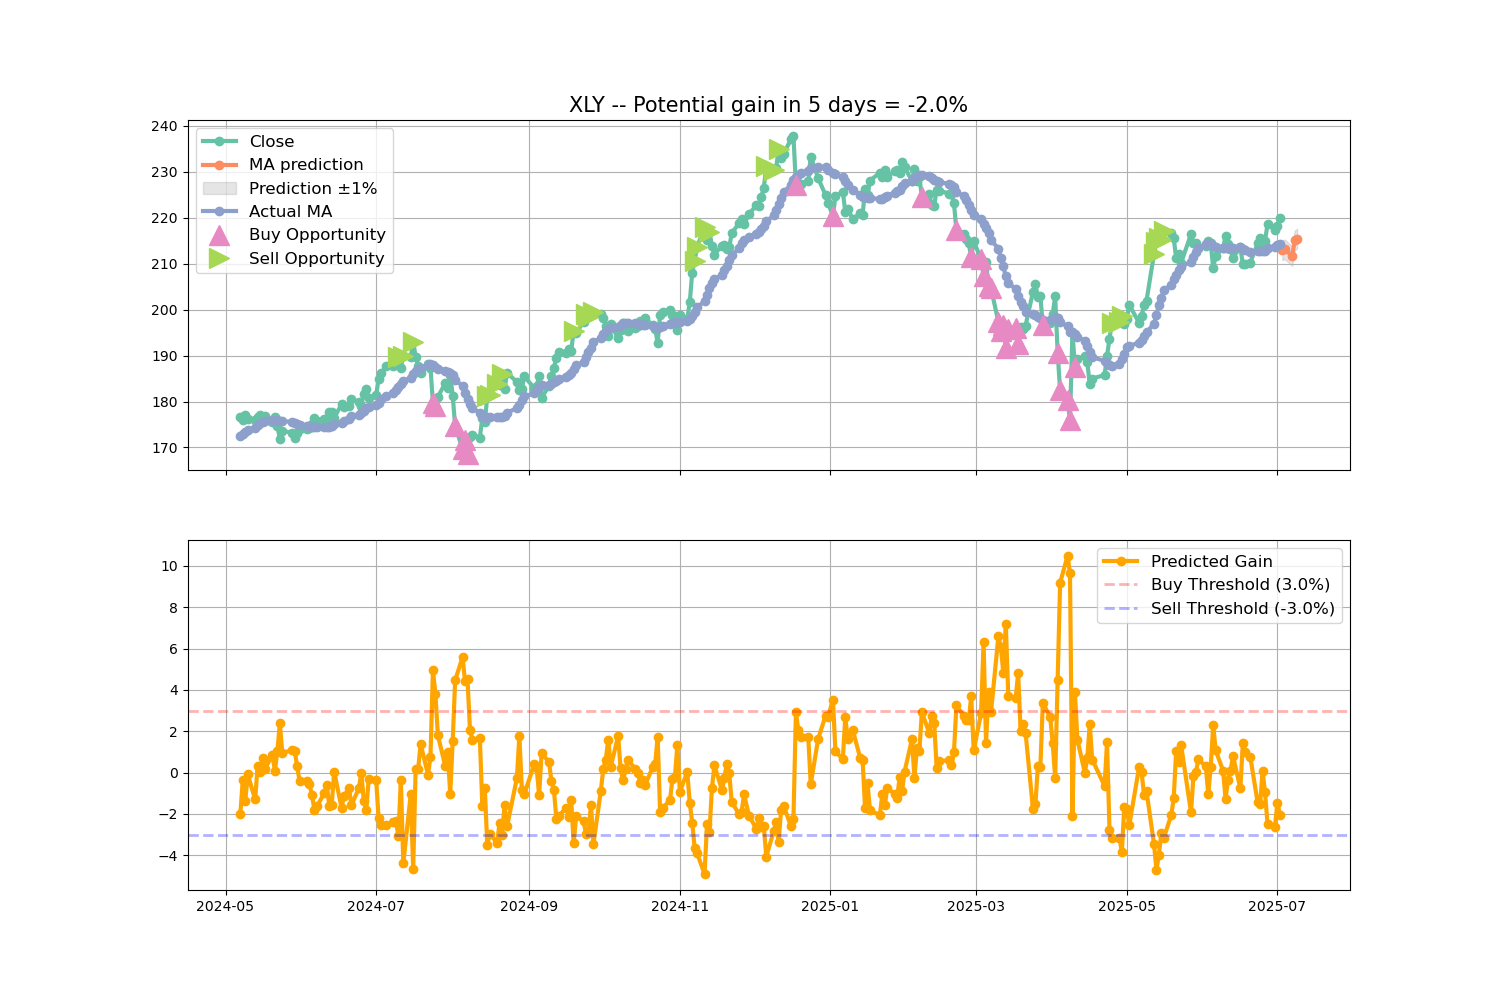 XLY -- Potential gain in 5 days = -2.0%
240
230
220
210
200
190
180
170
Close
MA prediction
Prediction ±1%
Actual MA
Buy Opportunity
Sell Opportunity
10
8
6
4
2
0
−2
−4
Predicted Gain
Buy Threshold (3.0%)
Sell Threshold (-3.0%)
2024-05 2024-07 2024-09 2024-11 2025-01 2025-03 2025-05 2025-07